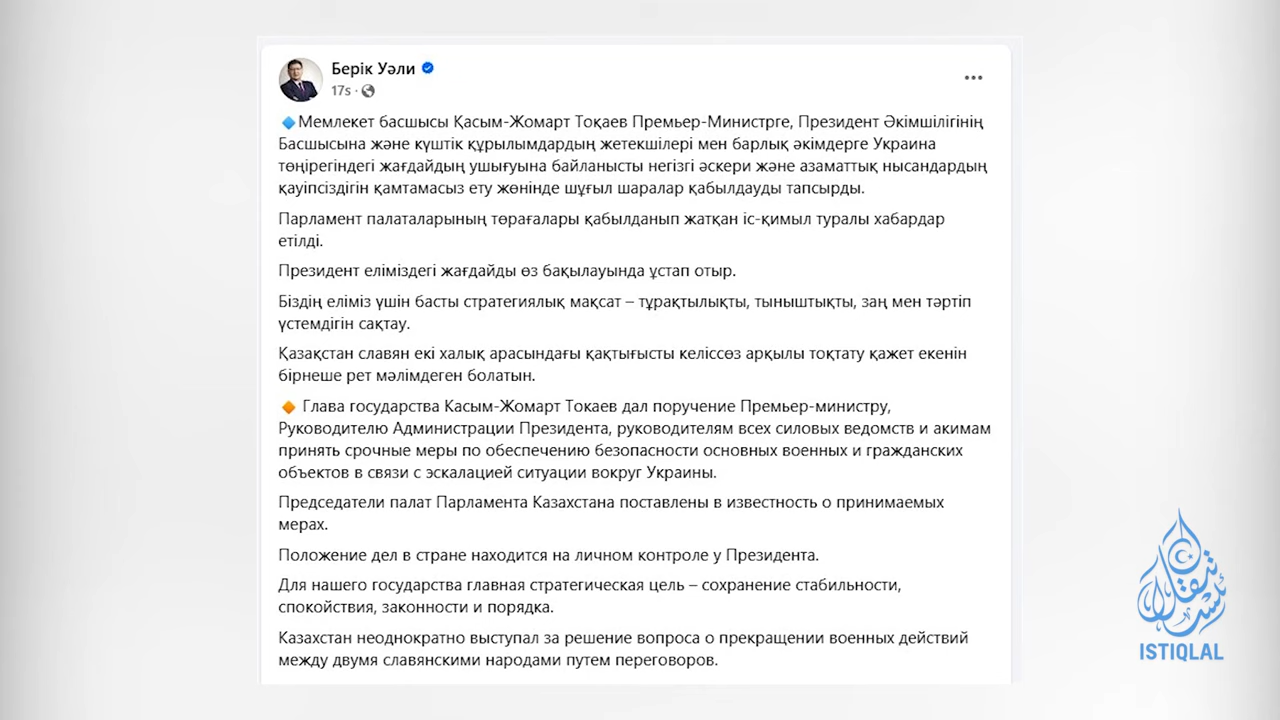 Берік Уәли
17s
🔹Мемлекет басшысы Қасым-Жомарт Тоқаев Премьер-Министрге, Президент Әкімшілігінің
Басшысына және күштік құрылымдардың жетекшілері мен барлық әкімдерге Украина
төңірегіндегі жағдайдың ушығуына байланысты негізгі әскери және азаматтық нысандардың
қауіпсіздігін қамтамасыз ету жөнінде шұғыл шаралар қабылдауды тапсырды.
Парламент палаталарының төрағалары қабылданып жатқан іс-қимыл туралы хабардар
етілді.
Президент еліміздегі жағдайды өз бақылауында ұстап отыр.
Біздің еліміз үшін басты стратегиялық мақсат – тұрақтылықты, тыныштықты, заң мен тәртіп
үстемдігін сақтау.
Қазақстан славян екі халық арасындағы қақтығысты келіссөз арқылы тоқтату қажет екенін
бірнеше рет мәлімдеген болатын.
🔸 Глава государства Касым-Жомарт Токаев дал поручение Премьер-министру,
Руководителю Администрации Президента, руководителям всех силовых ведомств и акимам
принять срочные меры по обеспечению безопасности основных военных и гражданских
объектов в связи с эскалацией ситуации вокруг Украины.
Председатели палат Парламента Казахстана поставлены в известность о принимаемых
мерах.
Положение дел в стране находится на личном контроле у Президента.
Для нашего государства главная стратегическая цель – сохранение стабильности,
спокойствия, законности и порядка.
Казахстан неоднократно выступал за решение вопроса о прекращении военных действий
между двумя славянскими народами путем переговоров.
ISTIQLAL